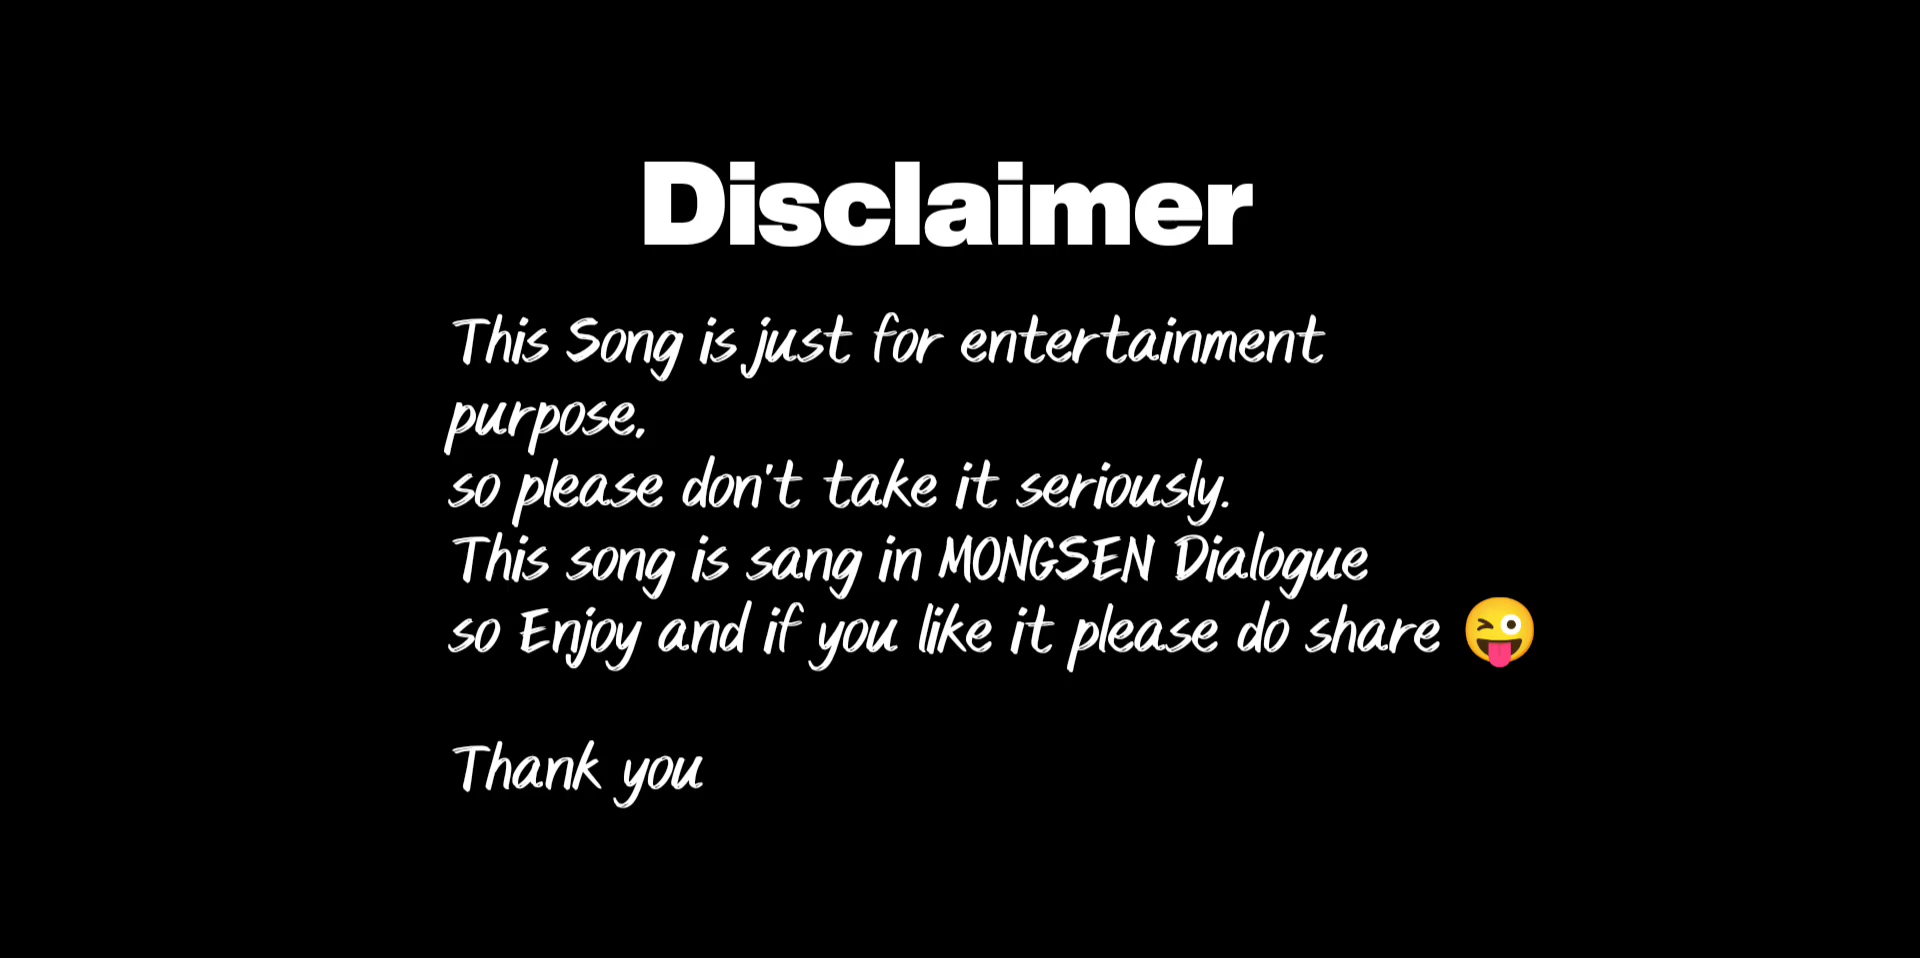 Disclaimer
This Song is just for entertainment
purpose,
so please don't take it seriously.
This song is sang in MONGSEN Dialogue
so Enjoy and if you like it please do share 😜
Thank you